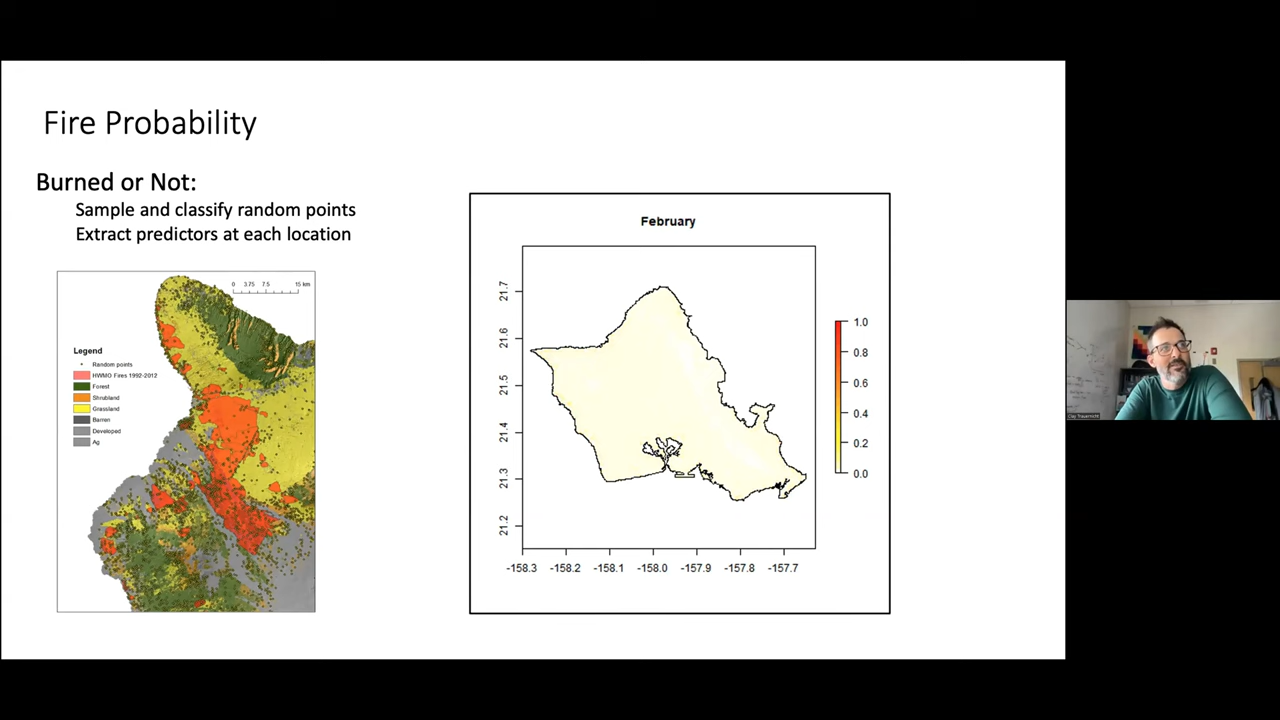 Fire Probability
Burned or Not:
Sample and classify random points
Extract predictors at each location
0 3.75 7.5 15 km
Legend
Random points
HWMO Fires 1992-2012
Forest
Shrubland
Grassland
Barren
Developed
Ag
February
21.7
21.6
21.5
21.4
21.3
21.2
-158.3 -158.2 -158.1 -158.0 -157.9 -157.8 -157.7
1.0
0.8
0.6
0.4
0.2
0.0
Clay Trauernicht